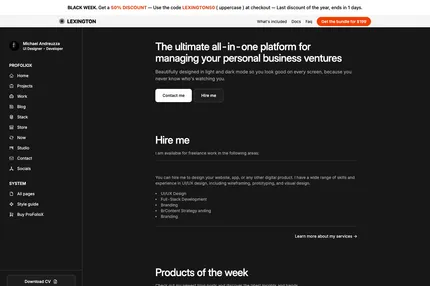 BLACK WEEK. Get a 50% DISCOUNT — Use the code LEXINGTON50 ( uppercase ) at checkout — Last discount of the year, ends in 1 days.
LEXINGTON
What's included Docs Faq Get the bundle for $199
Michael Andreuzza
UI Designer - Developer
PROFOLIOX
Home
Projects
Work
Blog
Stack
Store
Now
Studio
Contact
Socials
SYSTEM
All pages
Style guide
Buy ProFolioX
Download CV
The ultimate all-in-one platform for
managing your personal business ventures
Beautifully designed in light and dark mode so you look good on every screen, because you
never know who's watching you.
Contact me Hire me
Hire me
I am available for freelance work in the following areas:
You can hire me to design your website, app, or any other digital product. I have a wide range of skills and
experience in UI/UX design, including wireframing, prototyping, and visual design.
• UI/UX Design
• Full-Stack Development
• Branding
• Content Strategy
• Branding
Learn more about my services →
Products of the week